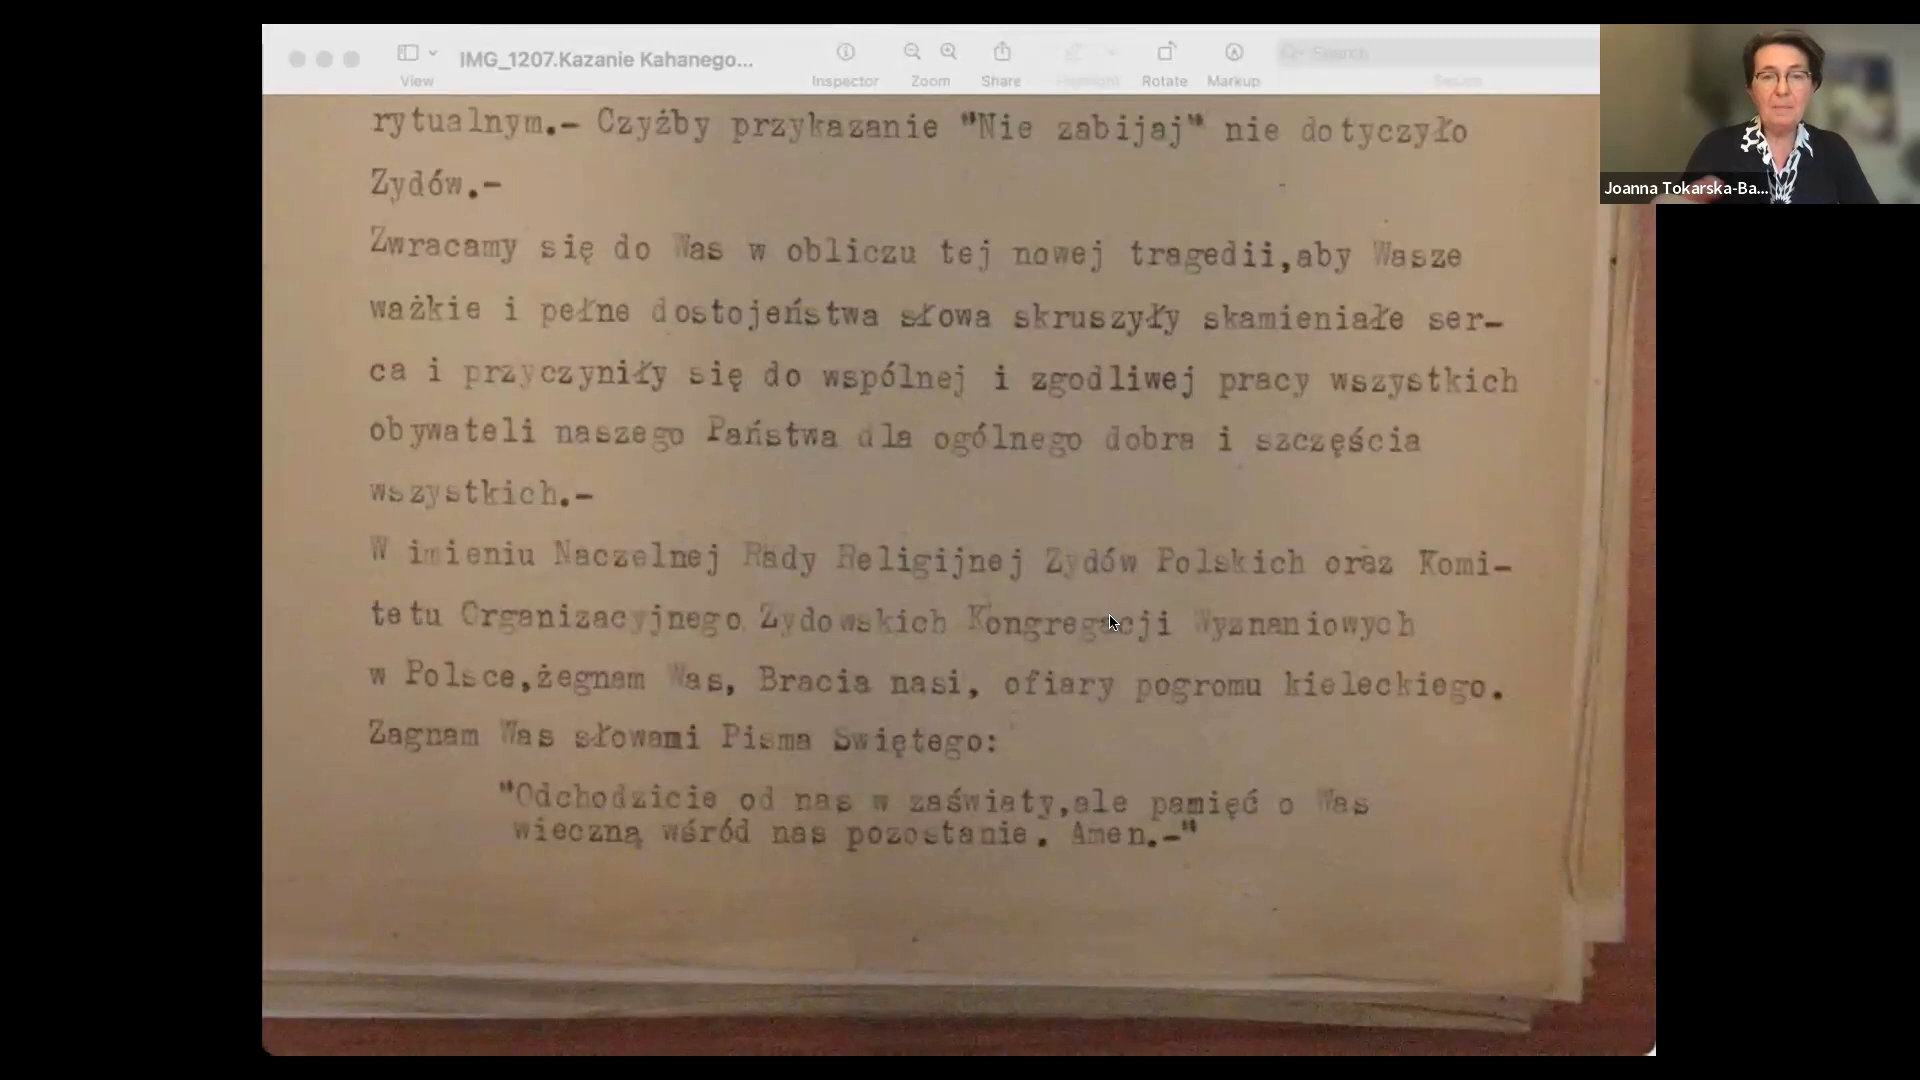 IMG_1207.Kazanie Kahanego...
View
Inspector
Zoom
Share
Highlight
Rotate
Markup
Search
Search
Joanna Tokarska-Ba...
rytualnym.- Czyżby przykazanie "Nie zabijaj" nie dotyczyło
Zydów.-
Zwracamy się do Was w obliczu tej nowej tragedii,aby Wasze
ważkie i pełne dostojeństwa słowa skruszyły skamieniałe ser-
ca i przyczyniły się do wspólnej i zgodliwej pracy wszystkich
obywateli naszego Państwa dla ogólnego dobra i szczęścia
wszystkich.-
W imieniu Naczelnej Rady Religijnej Zydów Polskich oraz Komi-
tetu Organizacyjnego Zydowskich Kongregacji Wyznaniowych
w Polsce,żegnam Was, Bracia nasi, ofiary pogromu kieleckiego.
Zagnam Was słowami Pisma Swiętego:
"Odchodzicie od nas w zaświaty,ale pamięć o Was
wieczną wśród nas pozostanie. Amen.-"